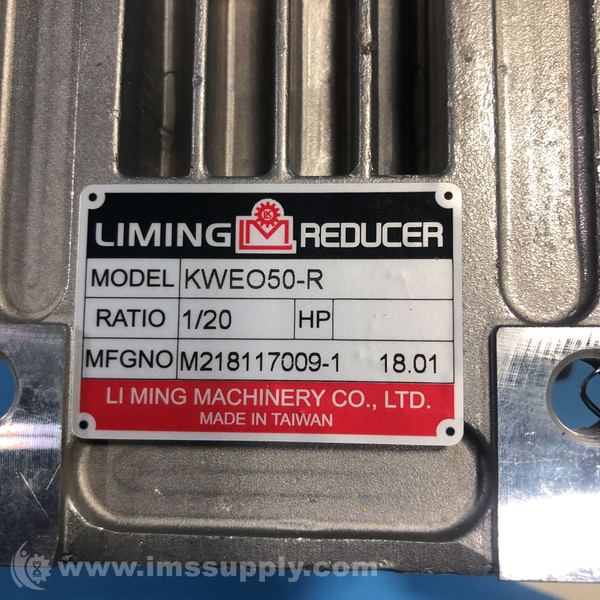 LIMING REDUCER
MODEL KWEO50-R
RATIO 1/20 HP
MFGNO M218117009-1 18.01
LI MING MACHINERY CO., LTD.
MADE IN TAIWAN
www.imssupply.com